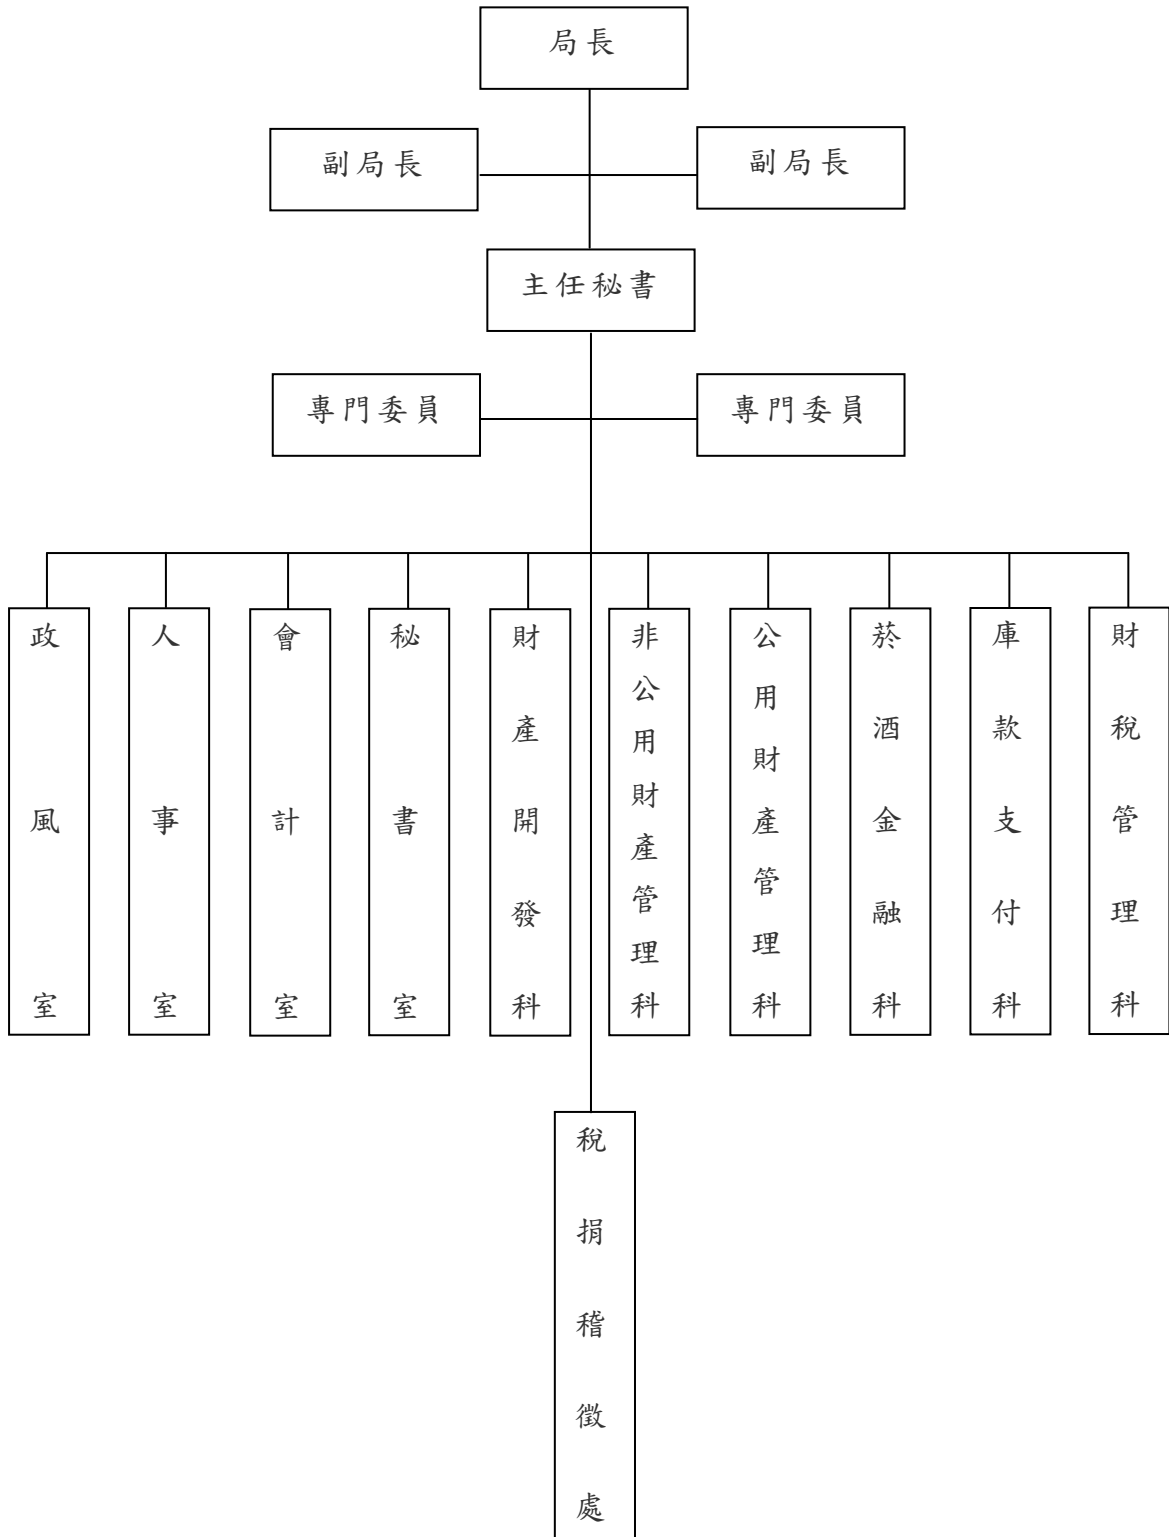 局長
副局長
副局長
主任秘書
專門委員
專門委員
政風室
人事室
會計室
秘書室
財產開發科
非公用財產管理科
公用財產管理科
菸酒金融科
庫款支付科
財稅管理科
稅捐稽徵處